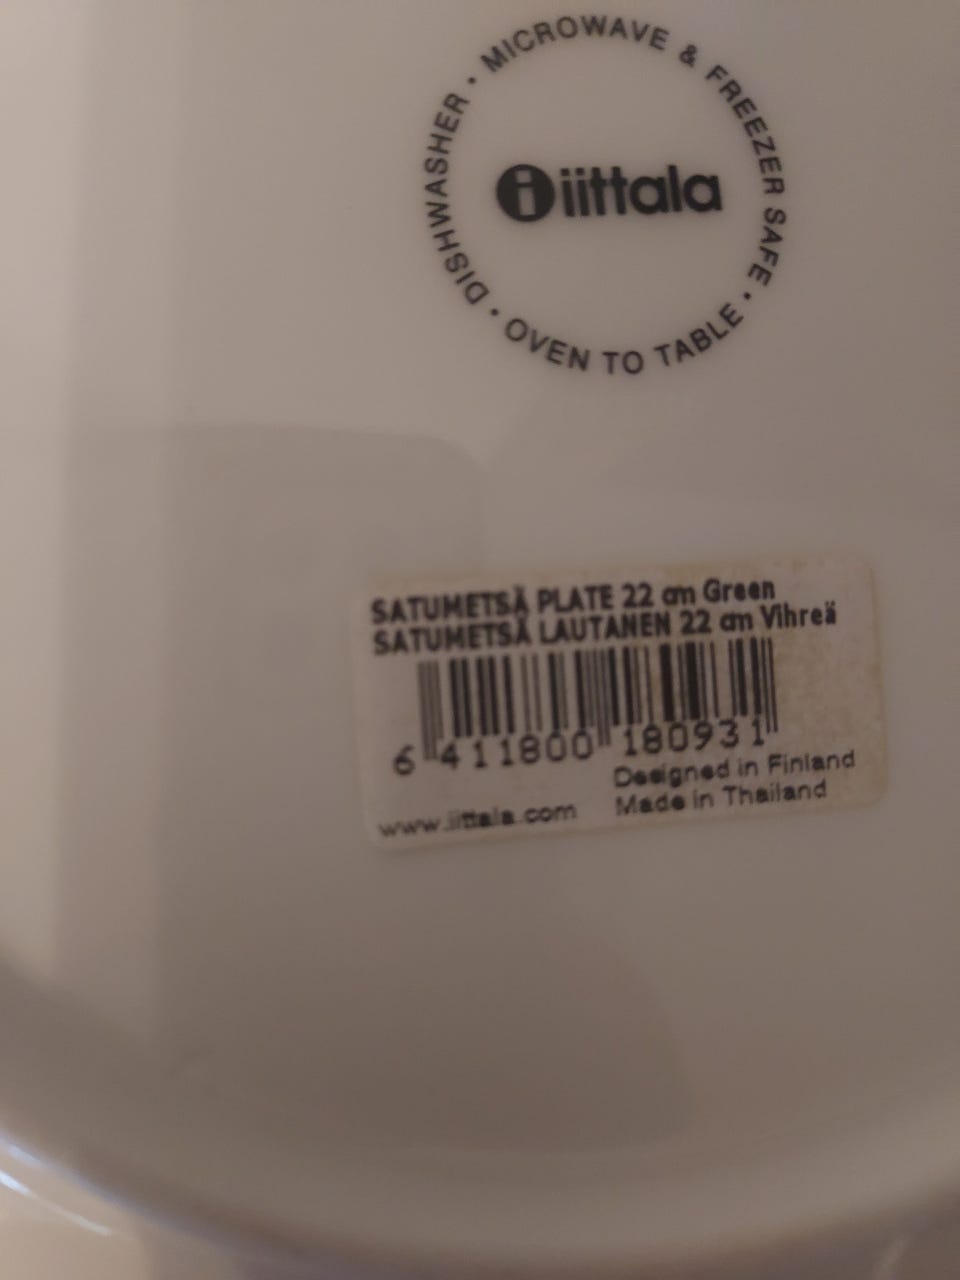 DISHWASHER • MICROWAVE & FREEZER SAFE • OVEN TO TABLE •
iittala
SATUMETSÄ PLATE 22 cm Green
SATUMETSÄ LAUTANEN 22 cm Vihreä
6 411800 180931
Designed in Finland
www.iittala.com Made in Thailand